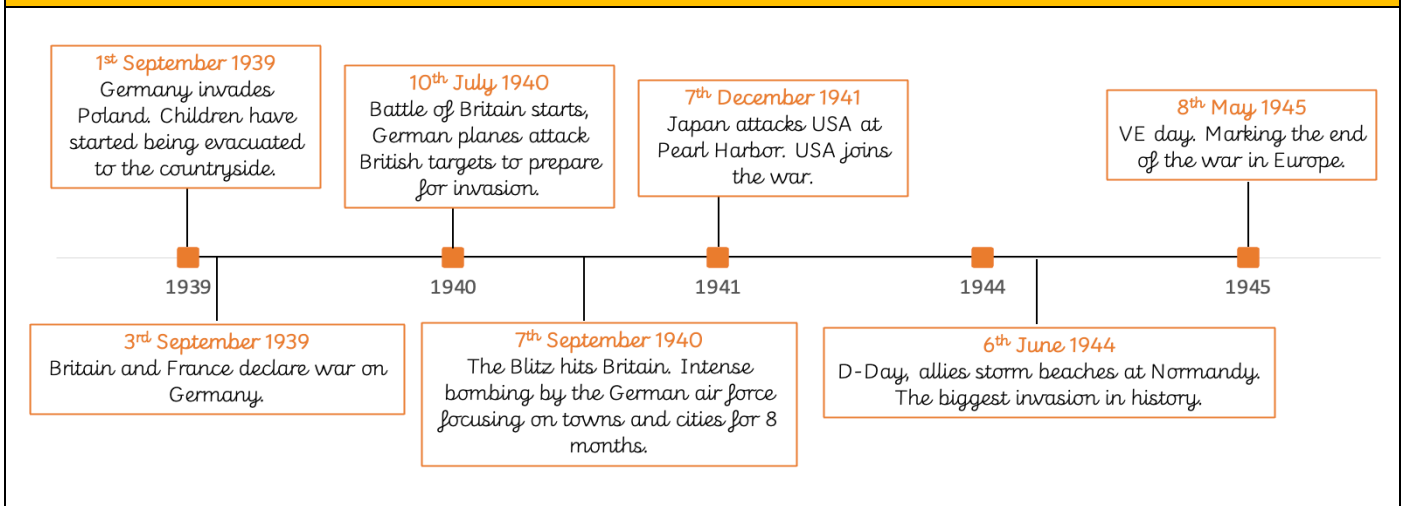 1st September 1939
Germany invades
Poland. Children have
started being evacuated
to the countryside.
10th July 1940
Battle of Britain starts,
German planes attack
British targets to prepare
for invasion.
7th December 1941
Japan attacks USA at
Pearl Harbor. USA joins
the war.
8th May 1945
VE day. Marking the end
of the war in Europe.
1939
1940
1941
1944
1945
3rd September 1939
Britain and France declare war on
Germany.
7th September 1940
The Blitz hits Britain. Intense
bombing by the German air force
focusing on towns and cities for 8
months.
6th June 1944
D-Day, allies storm beaches at Normandy.
The biggest invasion in history.